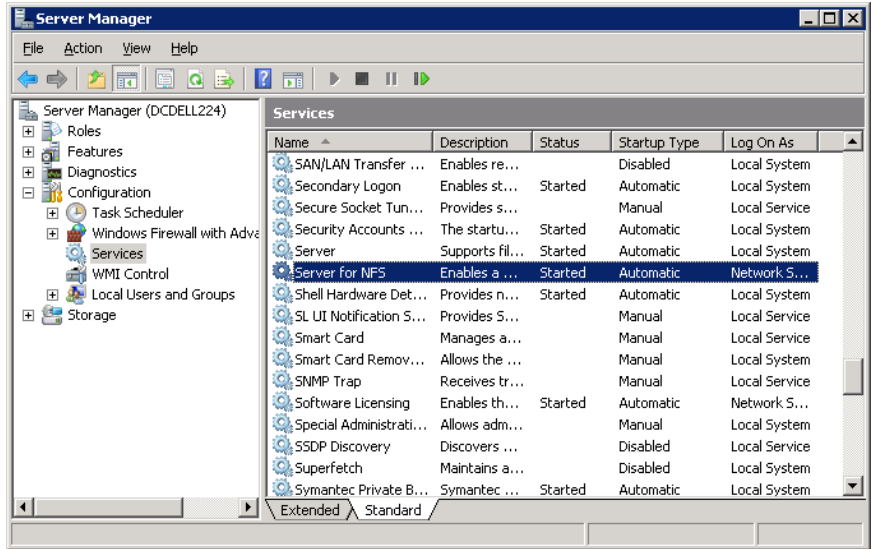 Server Manager
File Action View Help
Server Manager (DCDELL224)
Roles
Features
Diagnostics
Configuration
Task Scheduler
Windows Firewall with Adva
Services
WMI Control
Local Users and Groups
Storage
Services
Name Description Status Startup Type Log On As
SAN/LAN Transfer ... Enables re... Disabled Local System
Secondary Logon Enables st... Started Automatic Local System
Secure Socket Tun... Provides s... Manual Local Service
Security Accounts ... The startu... Started Automatic Local System
Server Supports fil... Started Automatic Local System
Server for NFS Enables a ... Started Automatic Network S...
Shell Hardware Det... Provides n... Started Automatic Local System
SL UI Notification S... Provides S... Manual Local Service
Smart Card Manages a... Manual Local Service
Smart Card Remov... Allows the ... Manual Local System
SNMP Trap Receives tr... Manual Local Service
Software Licensing Enables th... Started Automatic Network S...
Special Administrati... Allows adm... Manual Local System
SSDP Discovery Discovers ... Disabled Local Service
Superfetch Maintains a... Disabled Local System
Symantec Private B... Symantec ... Started Automatic Local System
Extended Standard